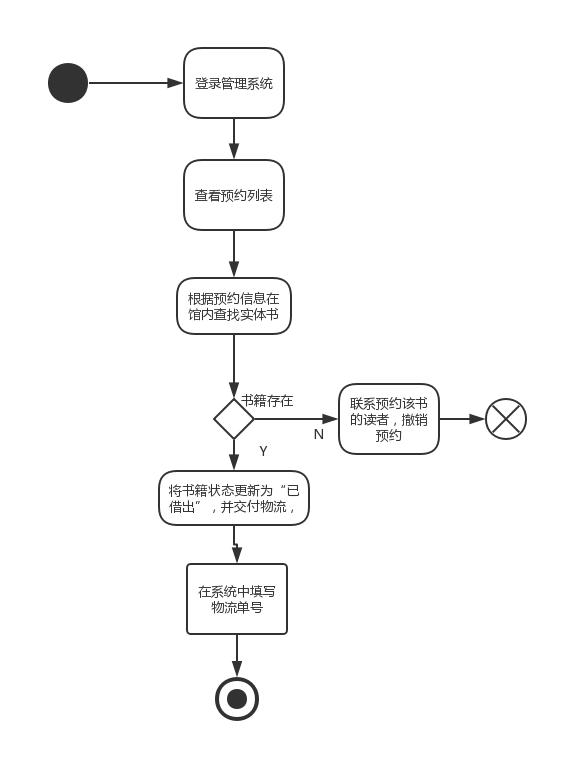 登录管理系统
查看预约列表
根据预约信息在
馆内查找实体书
书籍存在
联系预约该书
的读者，撤销
预约
N
Y
将书籍状态更新为“已
借出”，并交付物流，
在系统中填写
物流单号